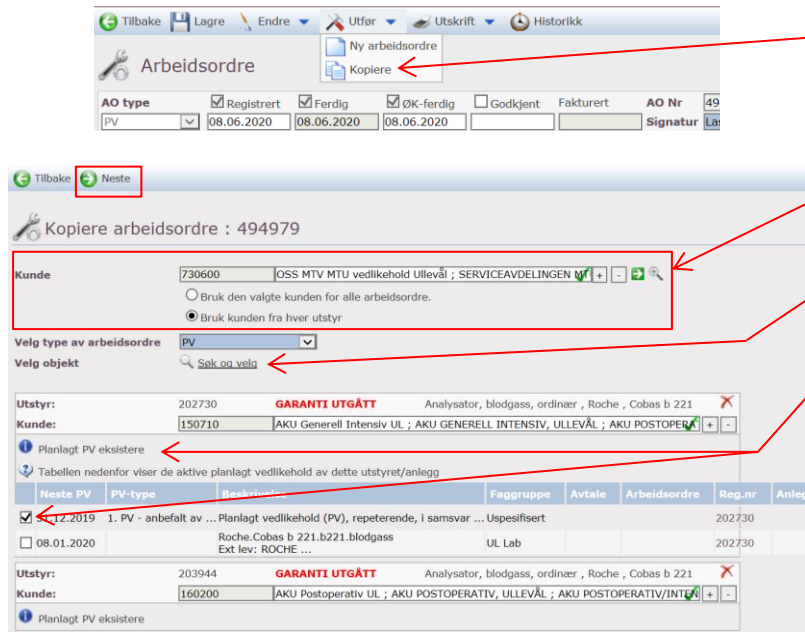 Tilbake Lagre Endre Utfør Utskrift Historikk
Ny arbeidsordre
Kopiere
Arbeidsordre
AO type Registrert Ferdig ØK-ferdig Godkjent Fakturert AO Nr 49
PV 08.06.2020 08.06.2020 08.06.2020 Signatur Las
Tilbake Neste
Kopiere arbeidsordre : 494979
Kunde 730600 OSS MTV MTU vedlikehold Ullevål ; SERVICEAVDELINGEN MT + -
Bruk den valgte kunden for alle arbeidsordre.
Bruk kunden fra hver utstyr
Velg type av arbeidsordre PV
Velg objekt Søk og velg
Utstyr: 202730 GARANTI UTGÅTT Analysator, blodgass, ordinær , Roche , Cobas b 221
Kunde: 150710 AKU Generell Intensiv UL ; AKU GENERELL INTENSIV, ULLEVÅL ; AKU POSTOPERA + -
Planlagt PV eksistere
Tabellen nedenfor viser de aktive planlagt vedlikehold av dette utstyret/anlegg
Neste PV PV-type Beskrivelse Faggruppe Avtale Arbeidsordre Reg.nr Anleg
31.12.2019 1. PV - anbefalt av ... Planlagt vedlikehold (PV), repeterende, i samsvar ... Uspesifisert 202730
08.01.2020 Roche.Cobas b 221.b221.blodgass UL Lab 202730
Ext lev: ROCHE ...
Utstyr: 203944 GARANTI UTGÅTT Analysator, blodgass, ordinær , Roche , Cobas b 221
Kunde: 160200 AKU Postoperativ UL ; AKU POSTOPERATIV, ULLEVÅL ; AKU POSTOPERATIV/INTEN + -
Planlagt PV eksistere